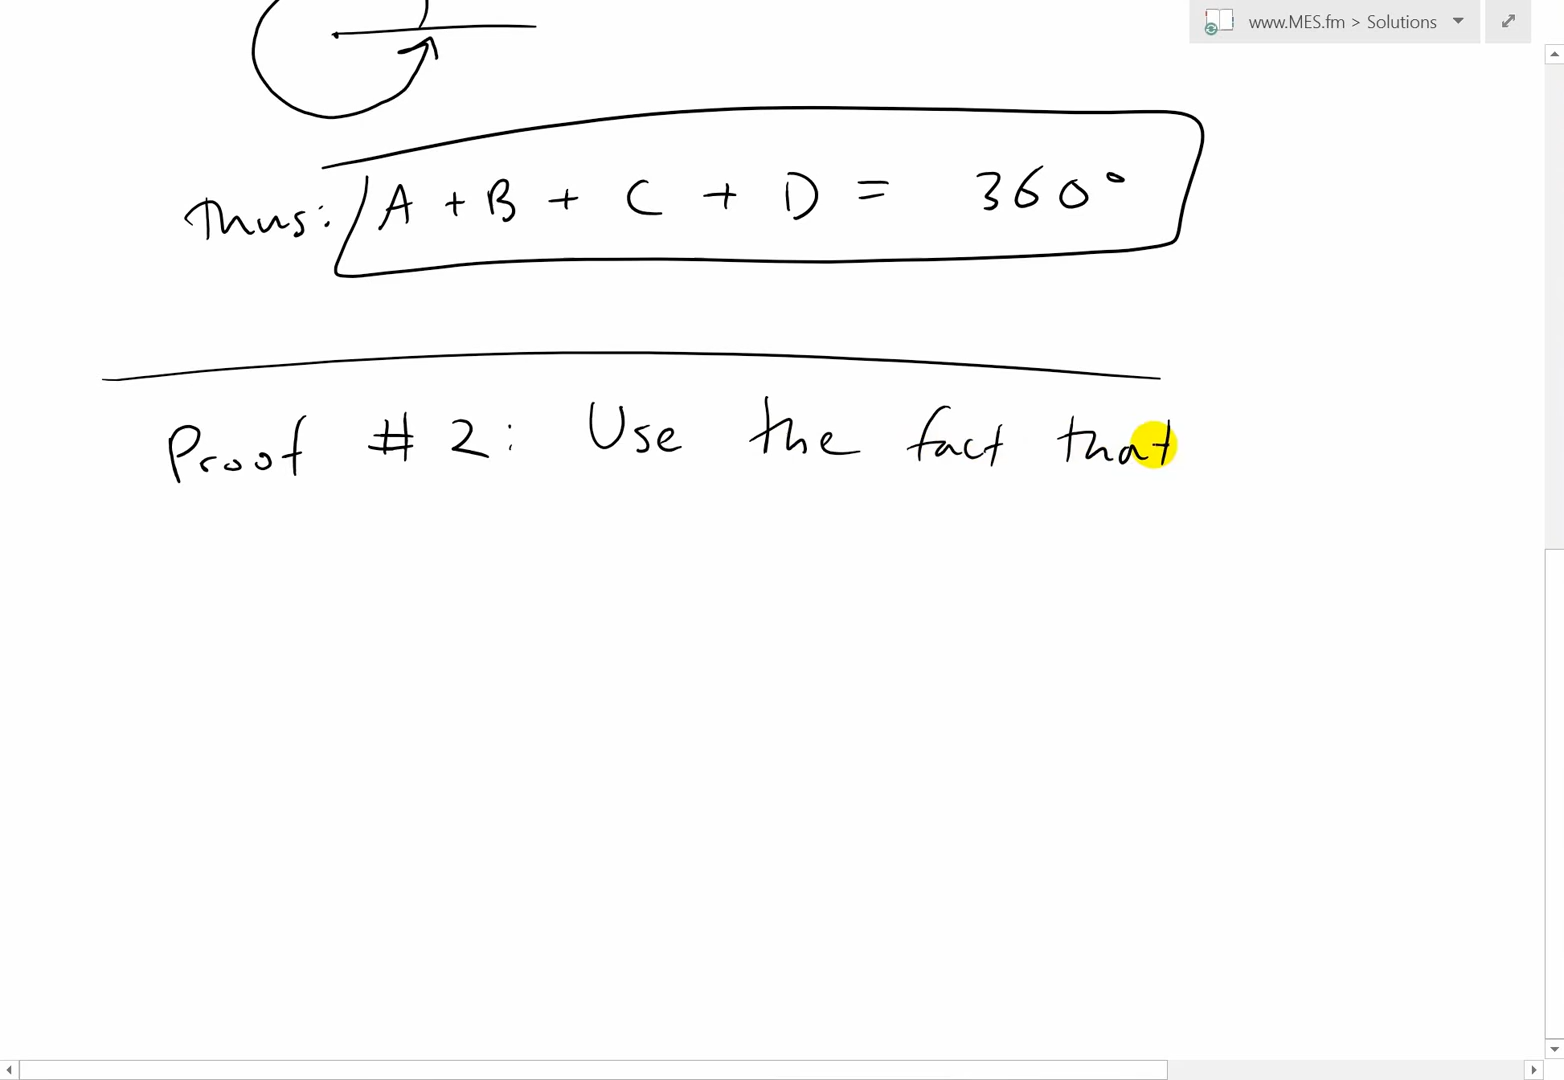 www.MES.fm > Solutions
Thus: A + B + C + D = 360°
Proof # 2: Use the fact that